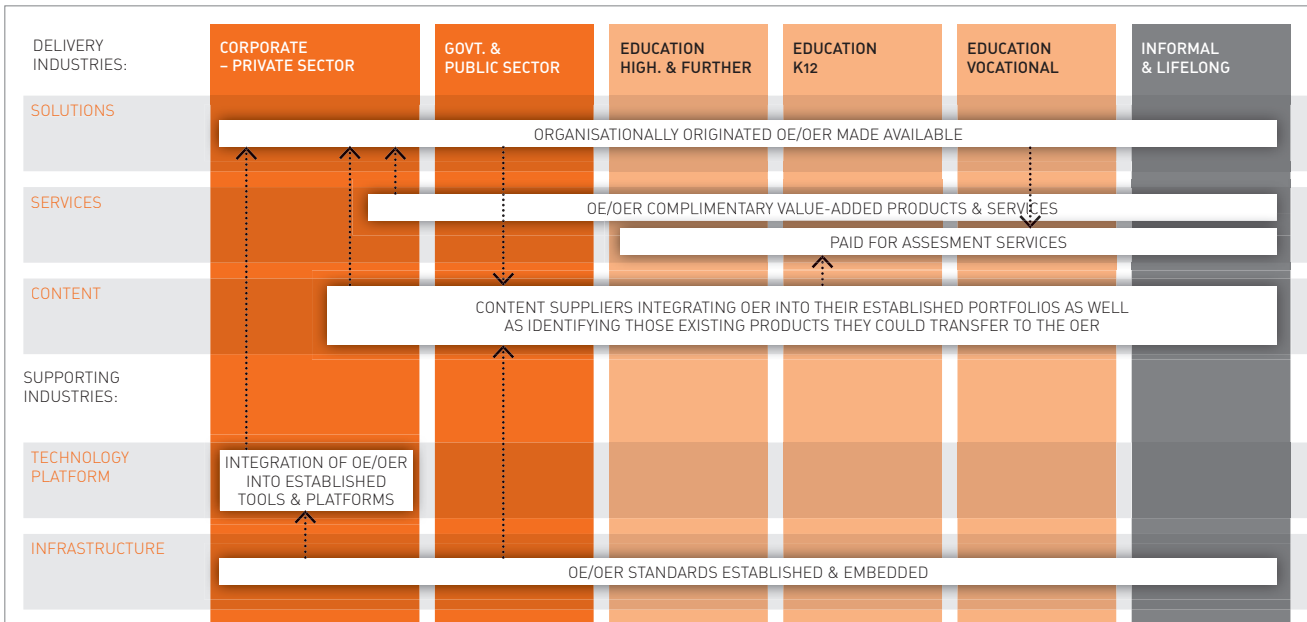 DELIVERY
INDUSTRIES:
CORPORATE
– PRIVATE SECTOR
GOVT. &
PUBLIC SECTOR
EDUCATION
HIGH. & FURTHER
EDUCATION
K12
EDUCATION
VOCATIONAL
INFORMAL
& LIFELONG
SOLUTIONS
ORGANISATIONALLY ORIGINATED OE/OER MADE AVAILABLE
SERVICES
OE/OER COMPLIMENTARY VALUE-ADDED PRODUCTS & SERVICES
PAID FOR ASSESMENT SERVICES
CONTENT
CONTENT SUPPLIERS INTEGRATING OER INTO THEIR ESTABLISHED PORTFOLIOS AS WELL
AS IDENTIFYING THOSE EXISTING PRODUCTS THEY COULD TRANSFER TO THE OER
SUPPORTING
INDUSTRIES:
TECHNOLOGY
PLATFORM
INTEGRATION OF OE/OER
INTO ESTABLISHED
TOOLS & PLATFORMS
INFRASTRUCTURE
OE/OER STANDARDS ESTABLISHED & EMBEDDED